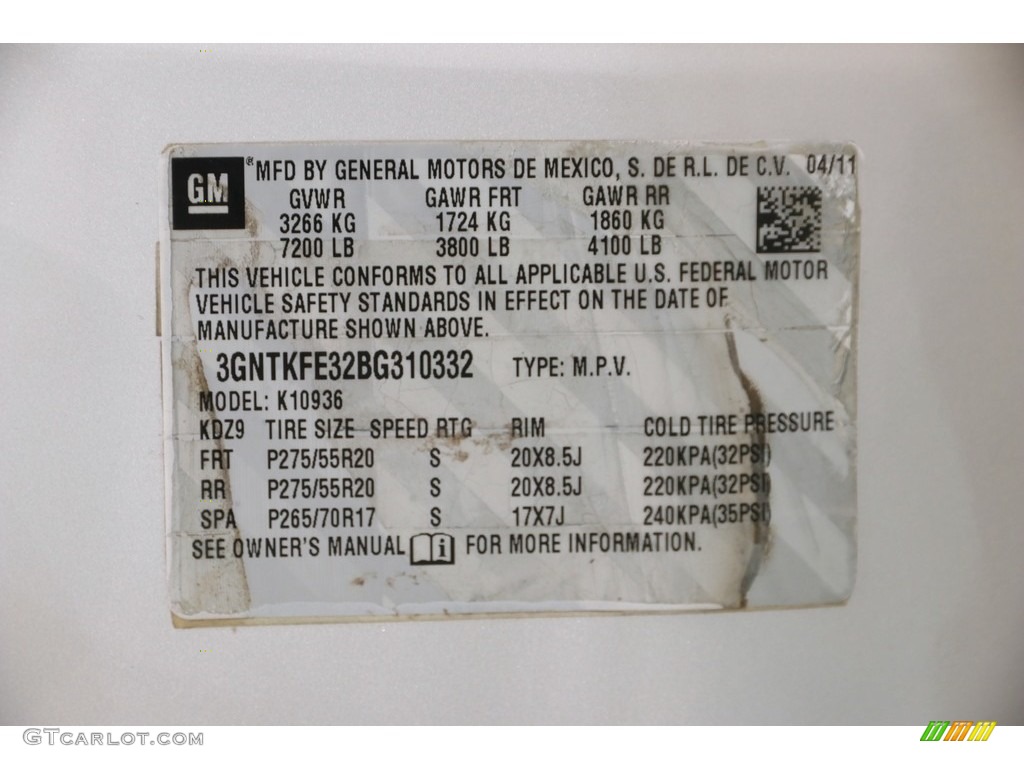 GM ® MFD BY GENERAL MOTORS DE MEXICO, S. DE R.L. DE C.V. 04/11
GVWR GAWR FRT GAWR RR
3266 KG 1724 KG 1860 KG
7200 LB 3800 LB 4100 LB
THIS VEHICLE CONFORMS TO ALL APPLICABLE U.S. FEDERAL MOTOR
VEHICLE SAFETY STANDARDS IN EFFECT ON THE DATE OF
MANUFACTURE SHOWN ABOVE.
3GNTKFE32BG310332 TYPE: M.P.V.
MODEL: K10936
KDZ9 TIRE SIZE SPEED RTG RIM COLD TIRE PRESSURE
FRT P275/55R20 S 20X8.5J 220KPA(32PSI)
RR P275/55R20 S 20X8.5J 220KPA(32PSI)
SPA P265/70R17 S 17X7J 240KPA(35PSI)
SEE OWNER'S MANUAL i FOR MORE INFORMATION.
GTcarlot.com